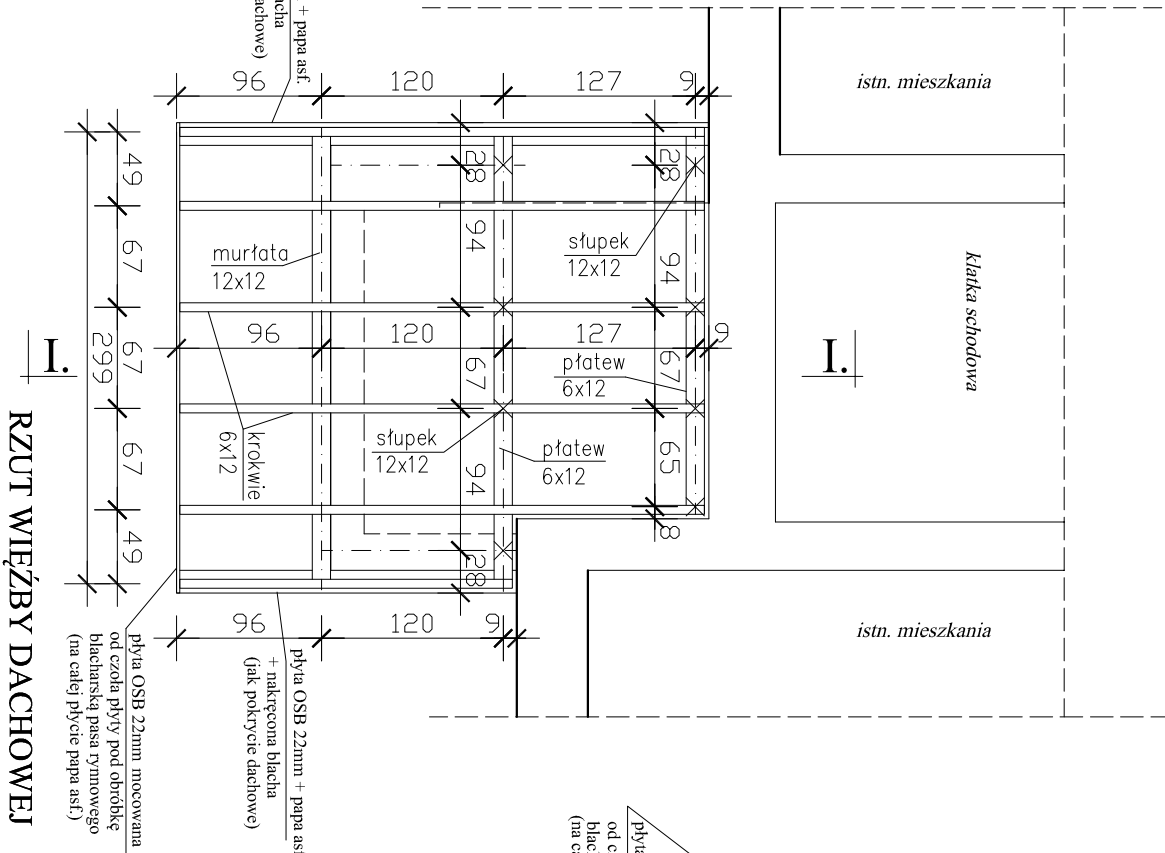 + papa asf.
istn. mieszkania
96
120
127
9
49
67
67
67
49
299
28
94
67
94
28
28
94
67
65
8
murłata
12x12
słupek
12x12
96
120
127
9
płatew
6x12
słupek
12x12
płatew
6x12
krokwie
6x12
I.
I.
klatka schodowa
istn. mieszkania
96
120
9
płyta OSB 22mm + papa asf
+ nakręcona blacha
(jak pokrycie dachowe)
płyta OSB 22mm mocowana
od czoła płyty pod obróbkę
blacharską pasa rynnowego
(na całej płycie papa asf.)
RZUT WIĘŹBY DACHOWEJ